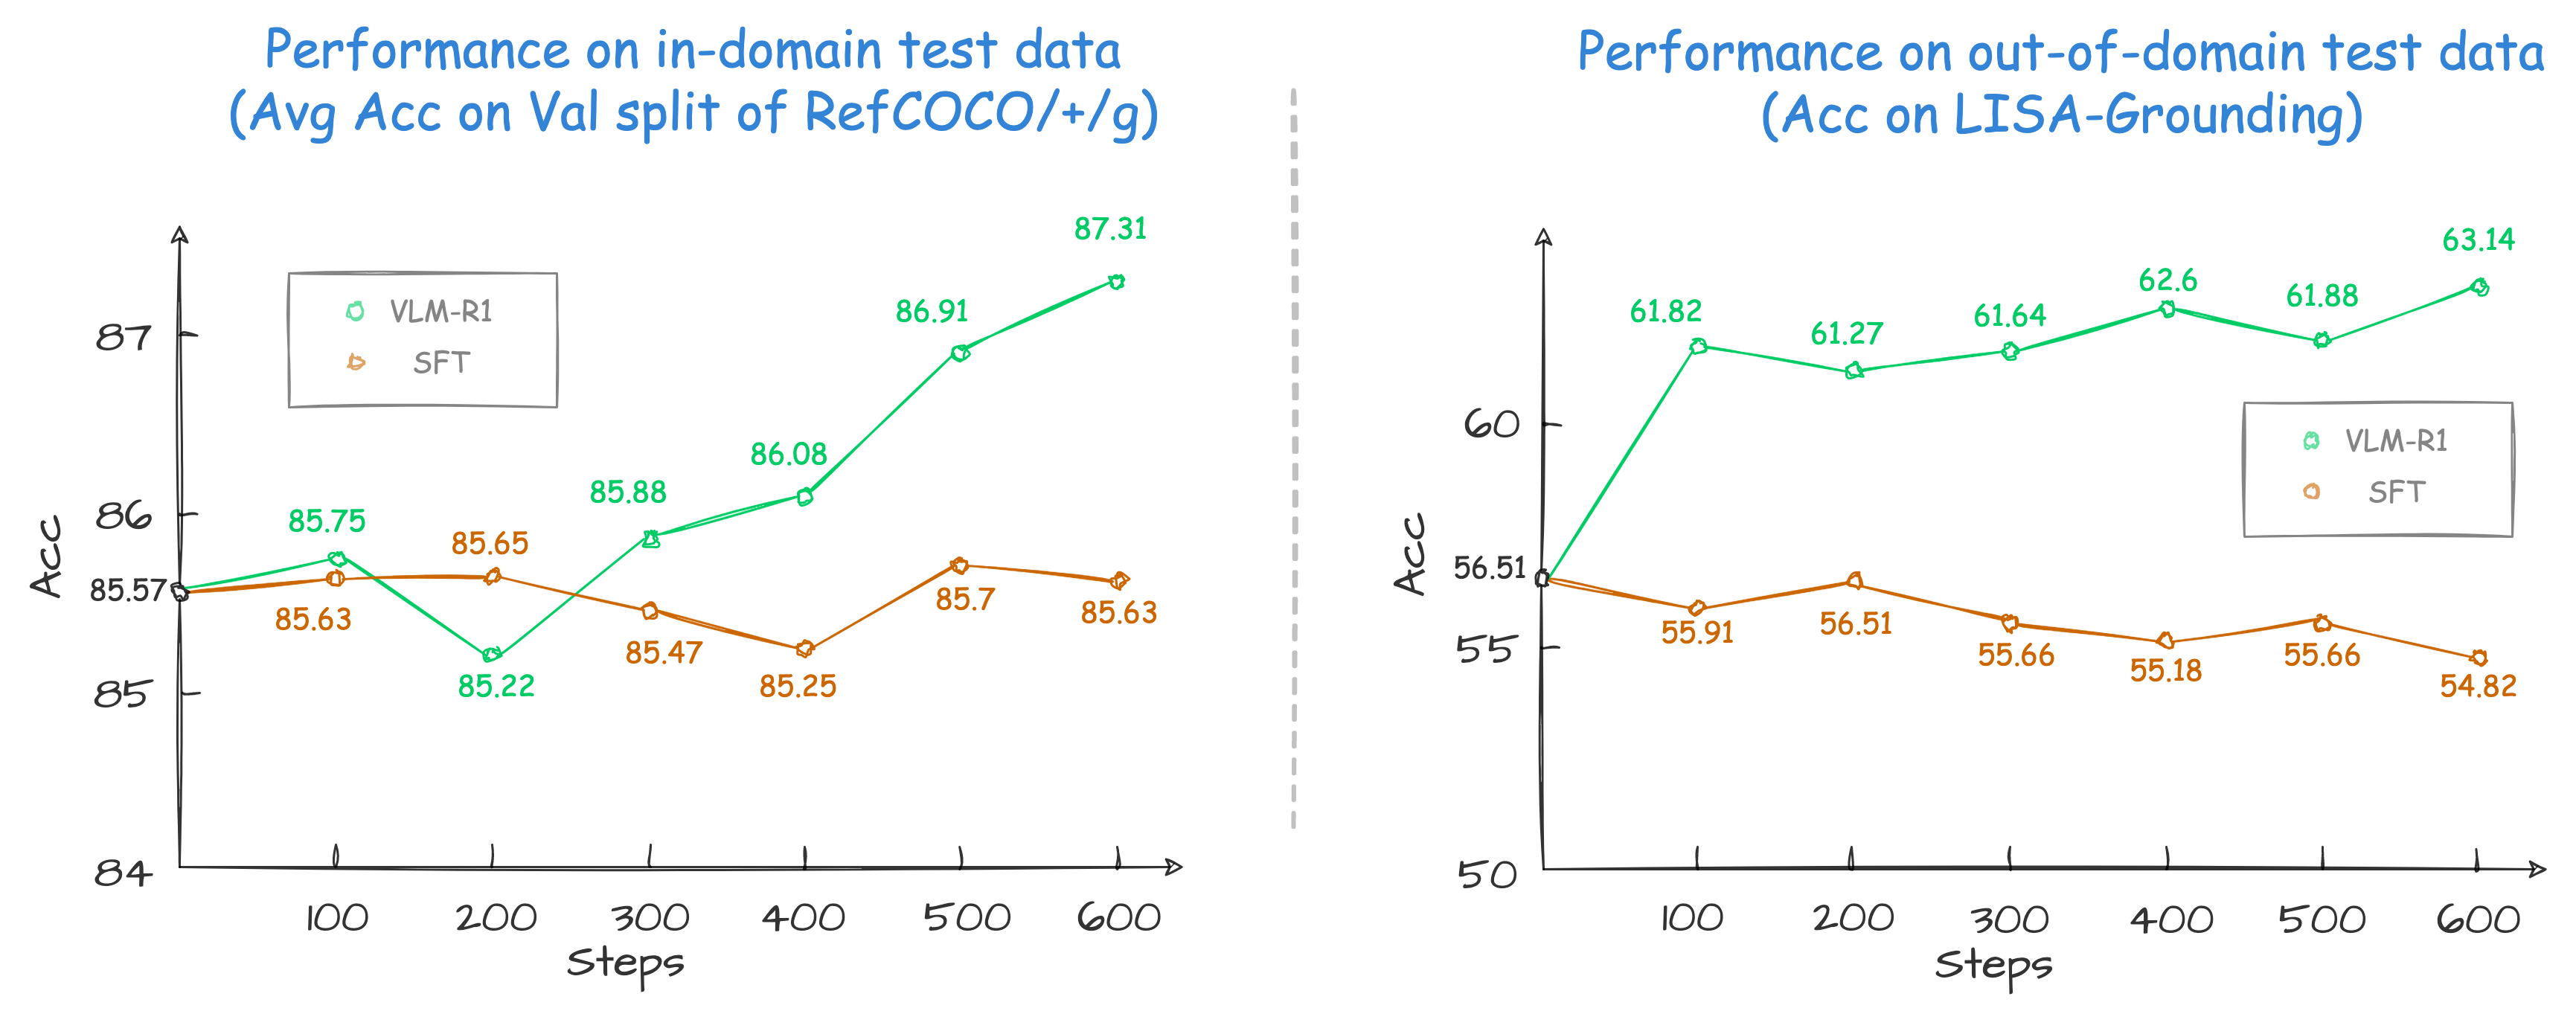 Performance on in-domain test data
(Avg Acc on Val split of RefCOCO/+/g)
87.31
VLM-R1
SFT
86.91
87
86.08
85.88
86
85.75
85.65
Acc
85.57
85.63
85.7
85.63
85.47
85.22
85.25
85
84
100 200 300 400 500 600
Steps
Performance on out-of-domain test data
(Acc on LISA-Grounding)
63.14
62.6
61.88
61.82
61.64
61.27
60
VLM-R1
SFT
Acc
56.51
55.91
56.51
55.66
55.18
55.66
54.82
55
50
100 200 300 400 500 600
Steps